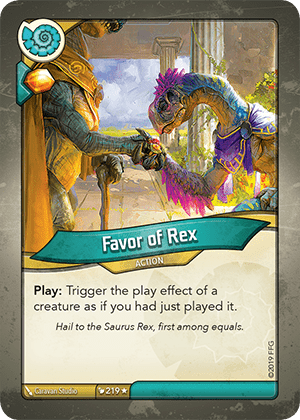 Favor of Rex
ACTION
Play: Trigger the play effect of a
creature as if you had just played it.
Hail to the Saurus Rex, first among equals.
©2019 FFG
Caravan Studio
219